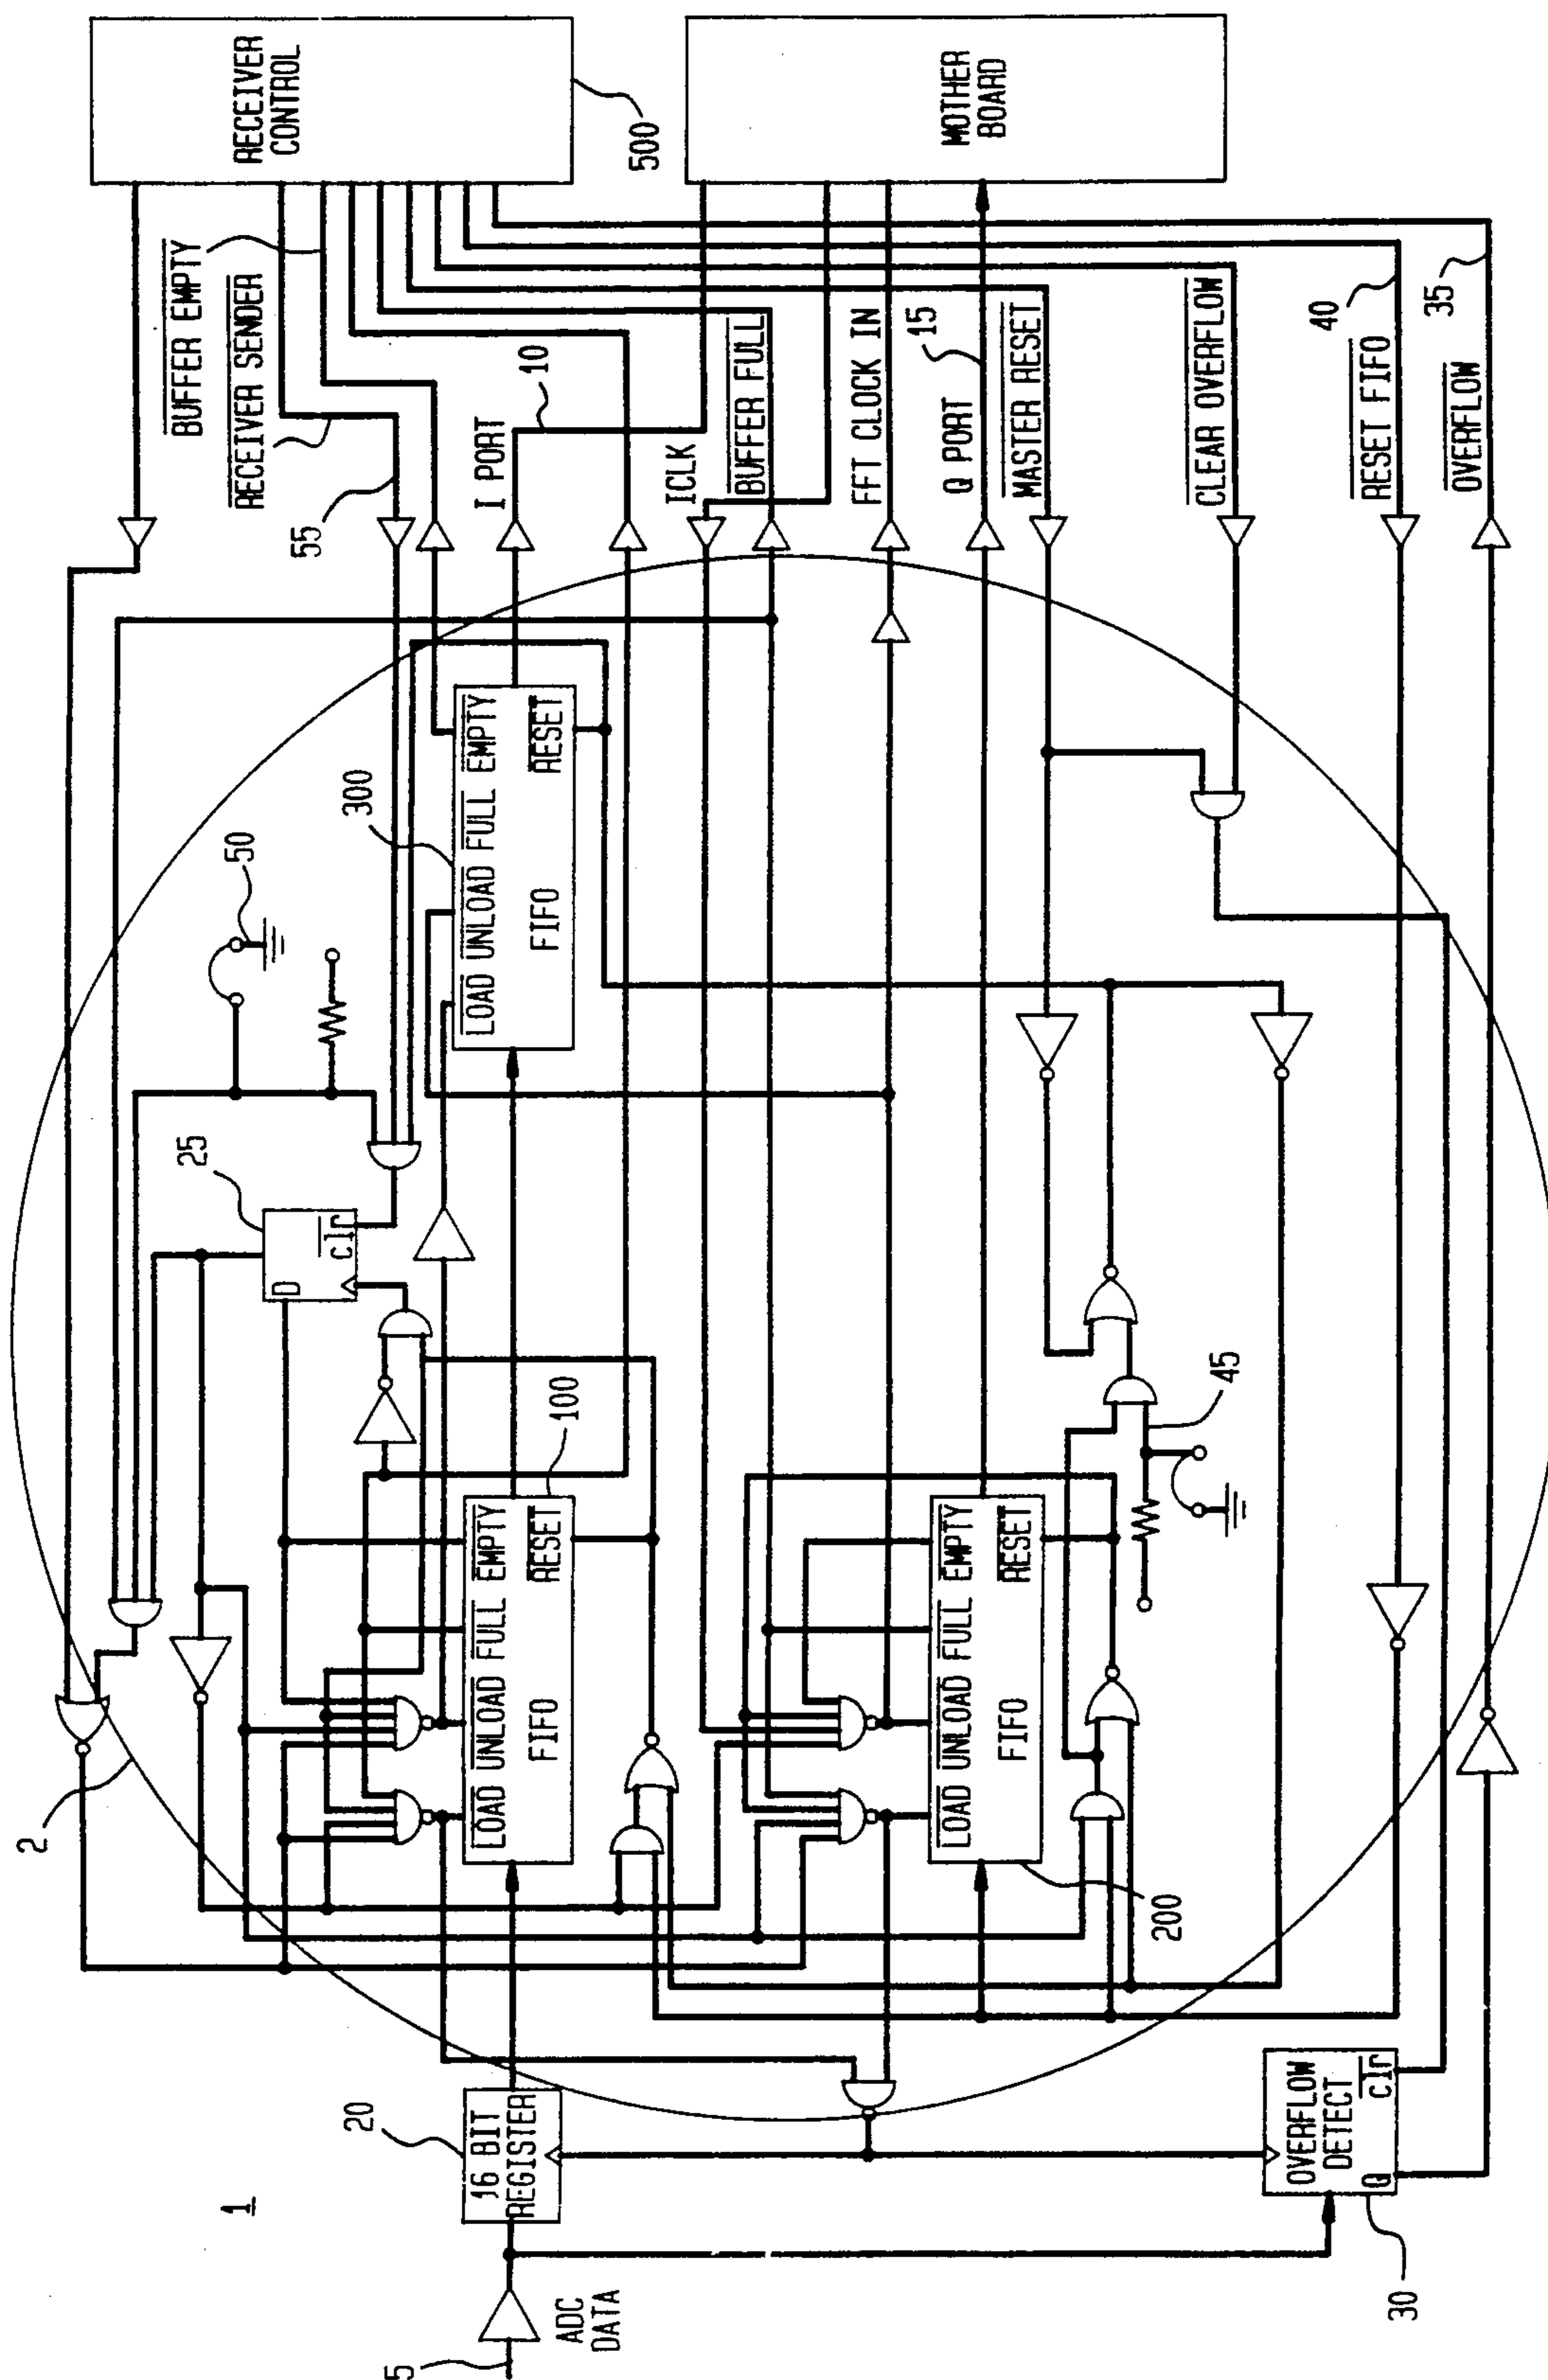 1
5
ADC
DATA
20
16 BIT
REGISTER
OVERFLOW
DETECT
Q
clr
30
2
25
D
clr
50
100
LOAD UNLOAD FULL EMPTY
FIFO
RESET
200
LOAD UNLOAD FULL EMPTY
FIFO
RESET
45
300
LOAD UNLOAD FULL EMPTY
FIFO
RESET
55
BUFFER EMPTY
RECEIVER SENDER
I PORT
10
ICLK
BUFFER FULL
FFT CLOCK IN
Q PORT
15
MASTER RESET
CLEAR OVERFLOW
RESET FIFO
40
OVERFLOW
35
RECEIVER
CONTROL
500
MOTHER
BOARD